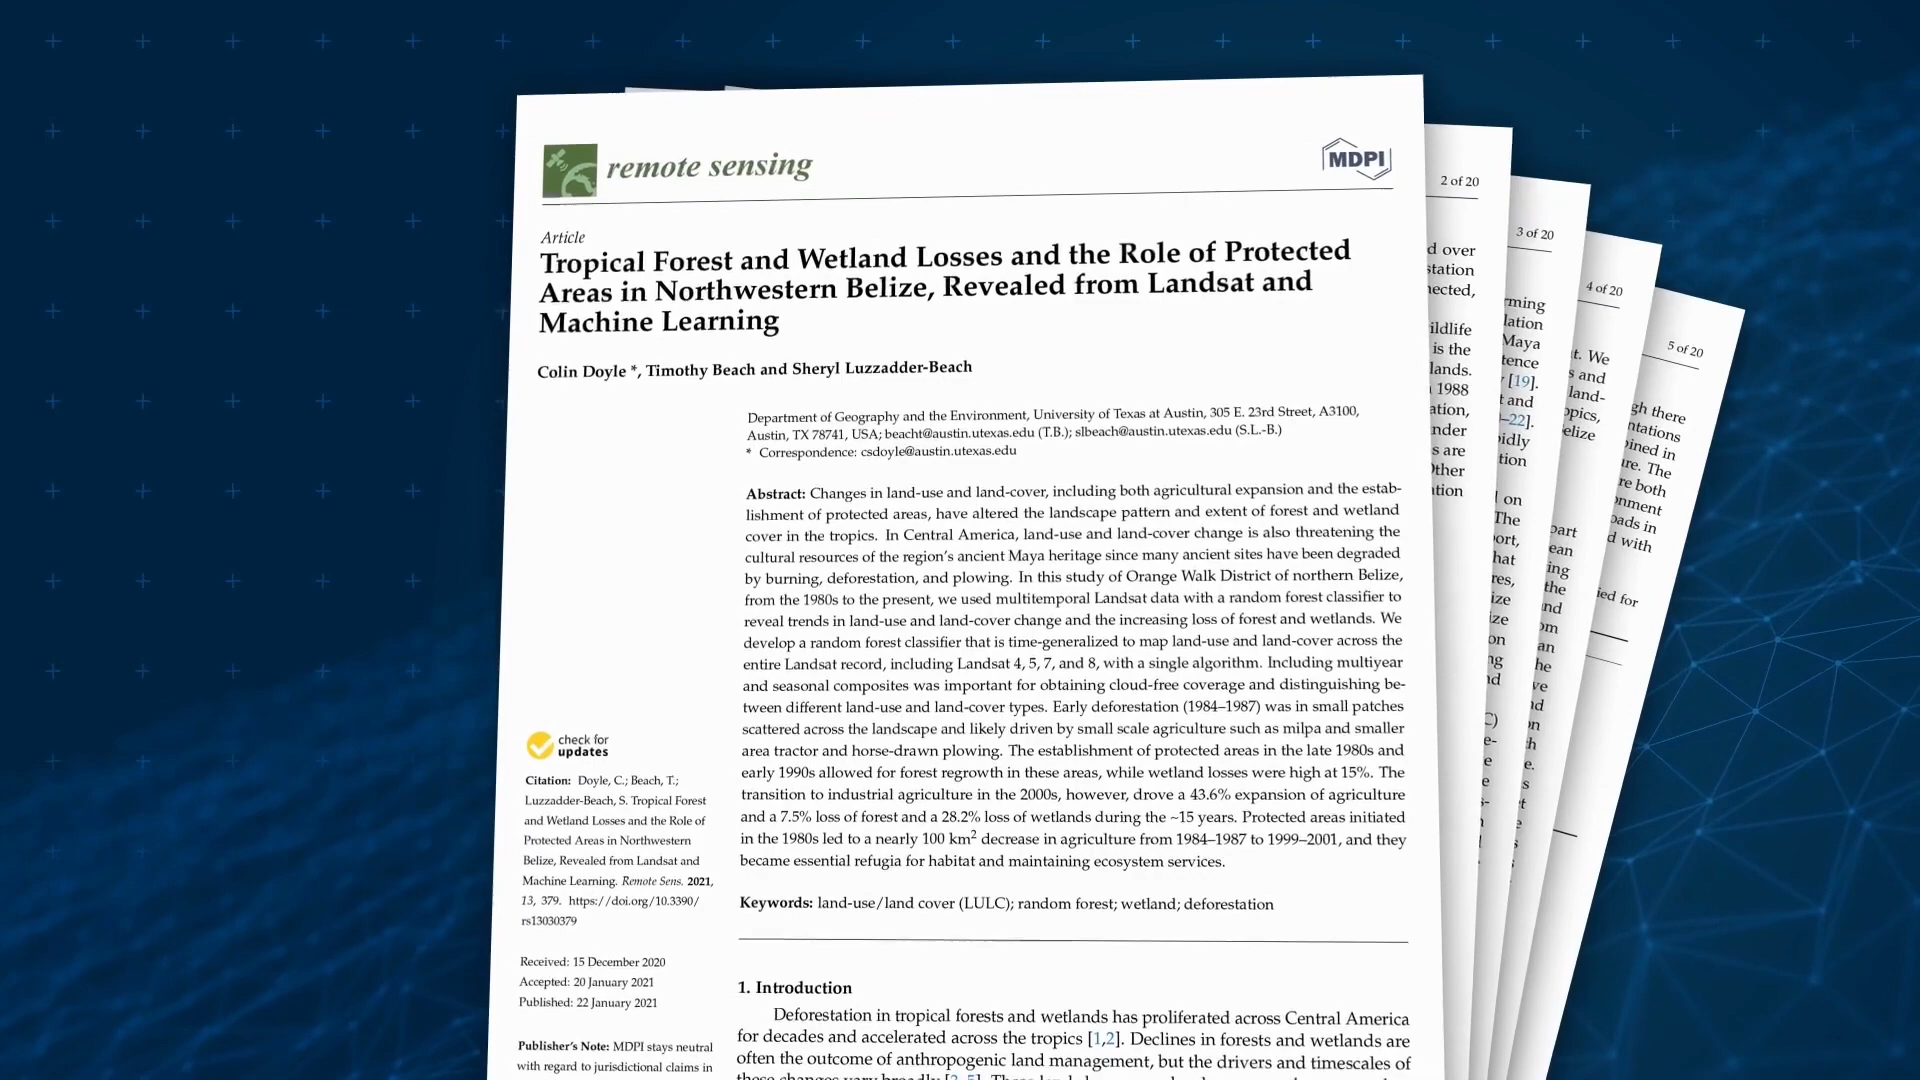 remote sensing
MDPI
Article
Tropical Forest and Wetland Losses and the Role of Protected
Areas in Northwestern Belize, Revealed from Landsat and
Machine Learning
Colin Doyle *, Timothy Beach and Sheryl Luzzadder-Beach
Department of Geography and the Environment, University of Texas at Austin, 305 E. 23rd Street, A3100,
Austin, TX 78741, USA; beacht@austin.utexas.edu (T.B.); slbeach@austin.utexas.edu (S.L.-B.)
* Correspondence: csdoyle@austin.utexas.edu
Abstract: Changes in land-use and land-cover, including both agricultural expansion and the estab-
lishment of protected areas, have altered the landscape pattern and extent of forest and wetland
cover in the tropics. In Central America, land-use and land-cover change is also threatening the
cultural resources of the region's ancient Maya heritage since many ancient sites have been degraded
by burning, deforestation, and plowing. In this study of Orange Walk District of northern Belize,
from the 1980s to the present, we used multitemporal Landsat data with a random forest classifier to
reveal trends in land-use and land-cover change and the increasing loss of forest and wetlands. We
develop a random forest classifier that is time-generalized to map land-use and land-cover across the
entire Landsat record, including Landsat 4, 5, 7, and 8, with a single algorithm. Including multiyear
and seasonal composites was important for obtaining cloud-free coverage and distinguishing be-
tween different land-use and land-cover types. Early deforestation (1984–1987) was in small patches
scattered across the landscape and likely driven by small scale agriculture such as milpa and smaller
area tractor and horse-drawn plowing. The establishment of protected areas in the late 1980s and
early 1990s allowed for forest regrowth in these areas, while wetland losses were high at 15%. The
transition to industrial agriculture in the 2000s, however, drove a 43.6% expansion of agriculture
and a 7.5% loss of forest and a 28.2% loss of wetlands during the ~15 years. Protected areas initiated
in the 1980s led to a nearly 100 km² decrease in agriculture from 1984–1987 to 1999–2001, and they
became essential refugia for habitat and maintaining ecosystem services.
Keywords: land-use/land cover (LULC); random forest; wetland; deforestation
check for
updates
Citation: Doyle, C.; Beach, T.;
Luzzadder-Beach, S. Tropical Forest
and Wetland Losses and the Role of
Protected Areas in Northwestern
Belize, Revealed from Landsat and
Machine Learning. Remote Sens. 2021,
13, 379. https://doi.org/10.3390/
rs13030379
Received: 15 December 2020
Accepted: 20 January 2021
Published: 22 January 2021
Publisher's Note: MDPI stays neutral
with regard to jurisdictional claims in
1. Introduction
Deforestation in tropical forests and wetlands has proliferated across Central America
for decades and accelerated across the tropics [1,2]. Declines in forests and wetlands are
often the outcome of anthropogenic land management, but the drivers and timescales of
2 of 20
3 of 20
4 of 20
5 of 20